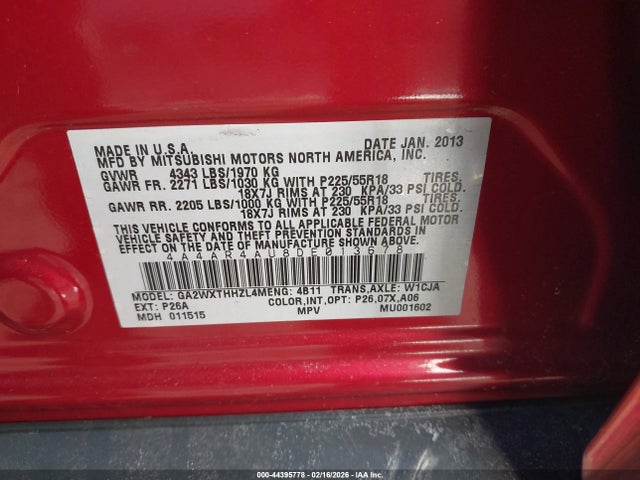 MADE IN U.S.A. DATE JAN. 2013
MFD BY MITSUBISHI MOTORS NORTH AMERICA, INC.
GVWR 4343 LBS/1970 KG
GAWR FR. 2271 LBS/1030 KG WITH P225/55R18 TIRES,
18X7J RIMS AT 230 KPA/33 PSI COLD.
GAWR RR. 2205 LBS/1000 KG WITH P225/55R18 TIRES,
18X7J RIMS AT 230 KPA/33 PSI COLD.
THIS VEHICLE CONFORMS TO ALL APPLICABLE FEDERAL MOTOR
VEHICLE SAFETY AND THEFT PREVENTION STANDARDS IN
EFFECT ON THE DATE OF MANUFACTURE SHOWN ABOVE.
4A4AR4AU8DE013678
MODEL: GA2WXTHHZL4MENG: 4B11 TRANS,AXLE: W1CJA
EXT: P26A COLOR,INT,OPT: P26,07X,A06
MDH 011515 MPV MU001602
000-44395778 - 02/16/2026 - IAA Inc.